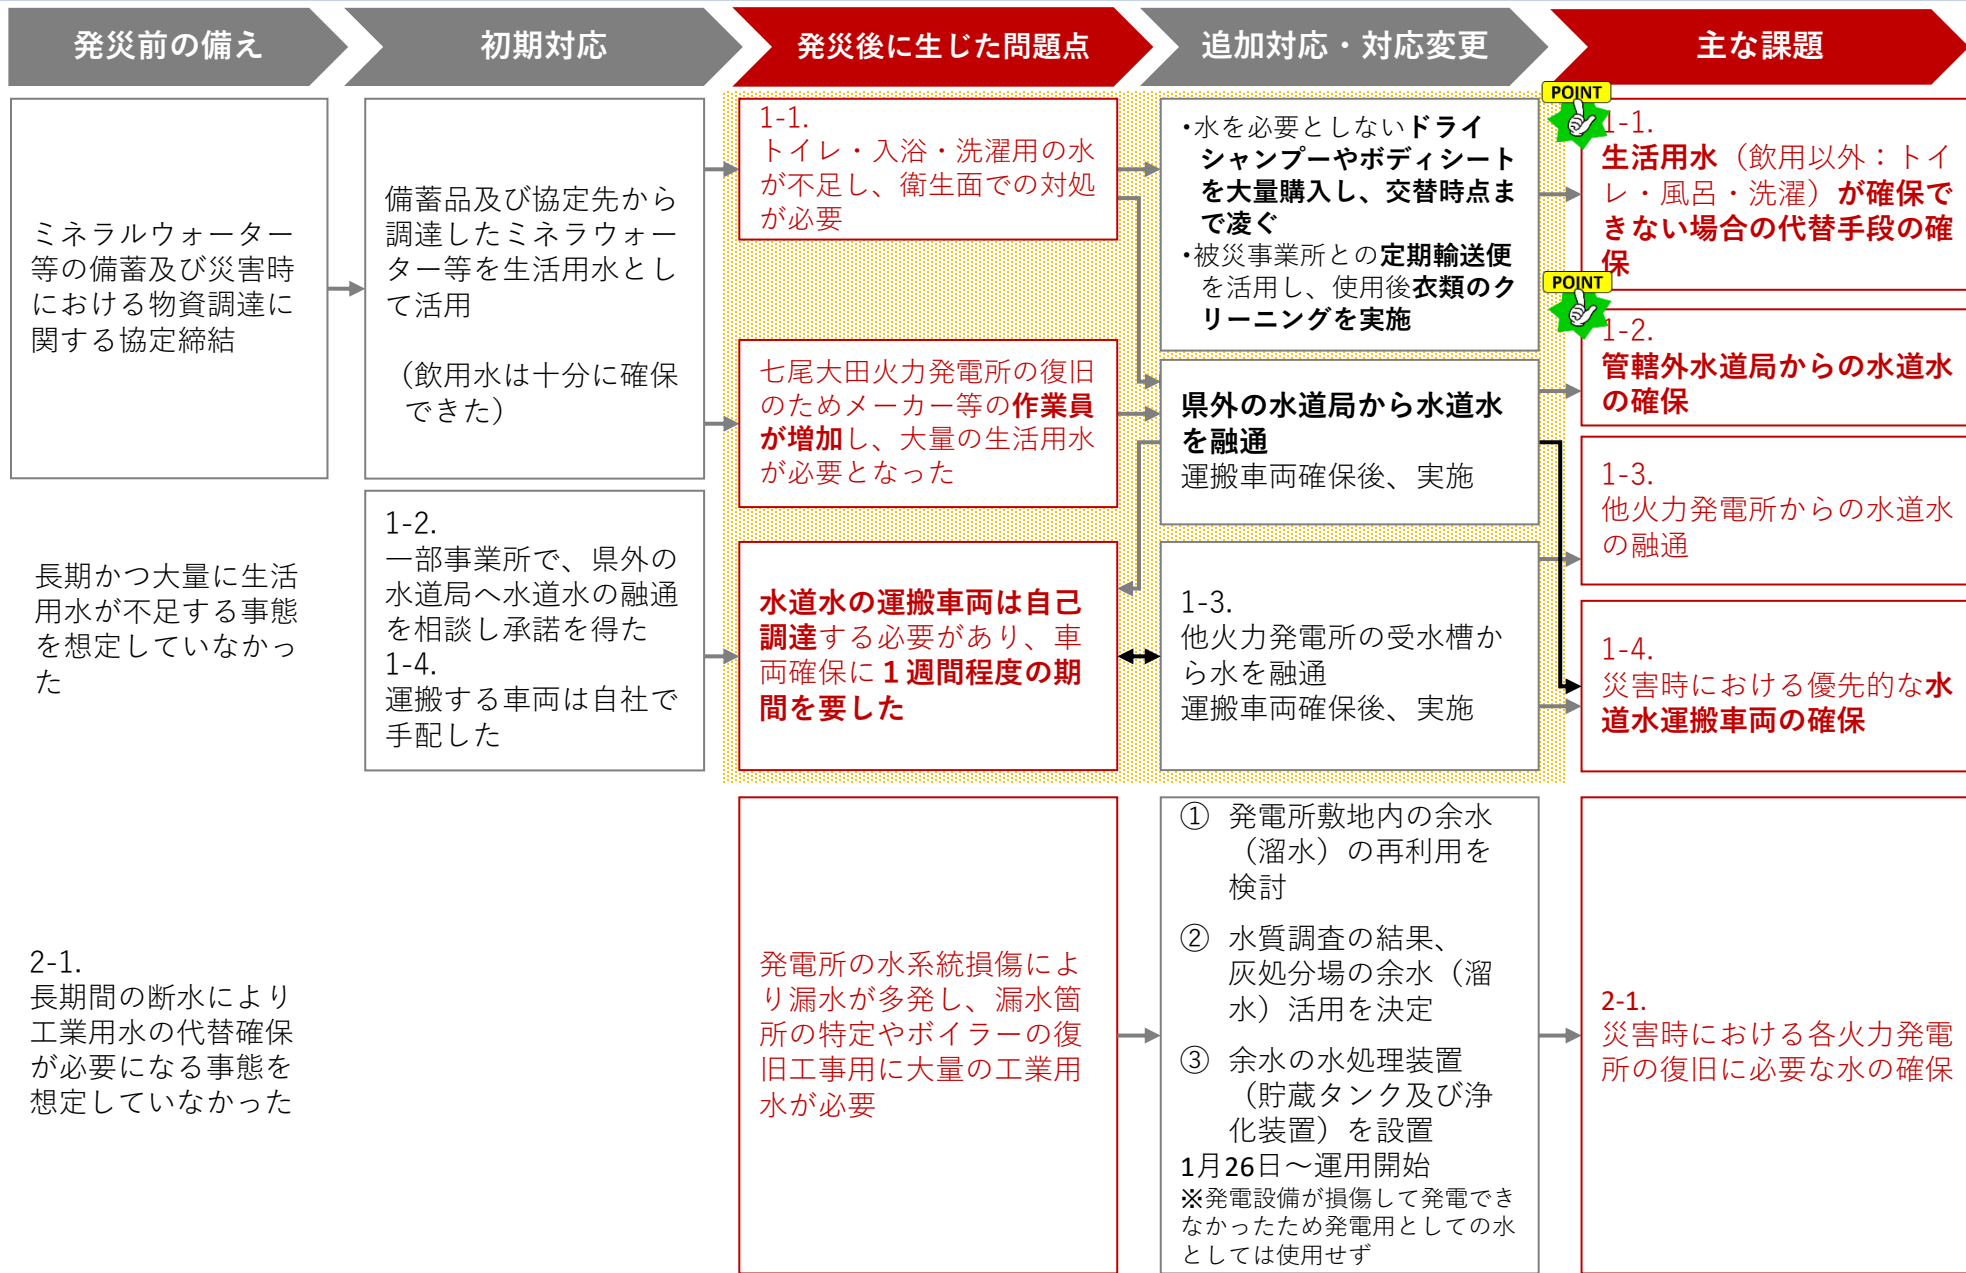 発災前の備え
初期対応
発災後に生じた問題点
追加対応・対応変更
主な課題
ミネラルウォーター
等の備蓄及び災害時
における物資調達に
関する協定締結
備蓄品及び協定先から
調達したミネラウォー
ター等を生活用水とし
て活用
（飲用水は十分に確保
できた）
1-1.
トイレ・入浴・洗濯用の水
が不足し、衛生面での対処
が必要
・水を必要としないドライ
シャンプーやボディシート
を大量購入し、交替時点ま
で凌ぐ
・被災事業所との定期輸送便
を活用し、使用後衣類のク
リーニングを実施
POINT
1-1.
生活用水（飲用以外：トイ
レ・風呂・洗濯）が確保で
きない場合の代替手段の確
保
七尾大田火力発電所の復旧
のためメーカー等の作業員
が増加し、大量の生活用水
が必要となった
県外の水道局から水道水
を融通
運搬車両確保後、実施
POINT
1-2.
管轄外水道局からの水道水
の確保
1-3.
他火力発電所からの水道水
の融通
長期かつ大量に生活
用水が不足する事態
を想定していなかっ
た
1-2.
一部事業所で、県外の
水道局へ水道水の融通
を相談し承諾を得た
1-4.
運搬する車両は自社で
手配した
水道水の運搬車両は自己
調達する必要があり、車
両確保に１週間程度の期
間を要した
1-3.
他火力発電所の受水槽か
ら水を融通
運搬車両確保後、実施
1-4.
災害時における優先的な水
道水運搬車両の確保
2-1.
長期間の断水により
工業用水の代替確保
が必要になる事態を
想定していなかった
発電所の水系統損傷によ
り漏水が多発し、漏水箇
所の特定やボイラーの復
旧工事用に大量の工業用
水が必要
① 発電所敷地内の余水
（溜水）の再利用を
検討
② 水質調査の結果、
灰処分場の余水（溜
水）活用を決定
③ 余水の水処理装置
（貯蔵タンク及び浄
化装置）を設置
1月26日～運用開始
※発電設備が損傷して発電でき
なかったため発電用としての水
としては使用せず
2-1.
災害時における各火力発電
所の復旧に必要な水の確保